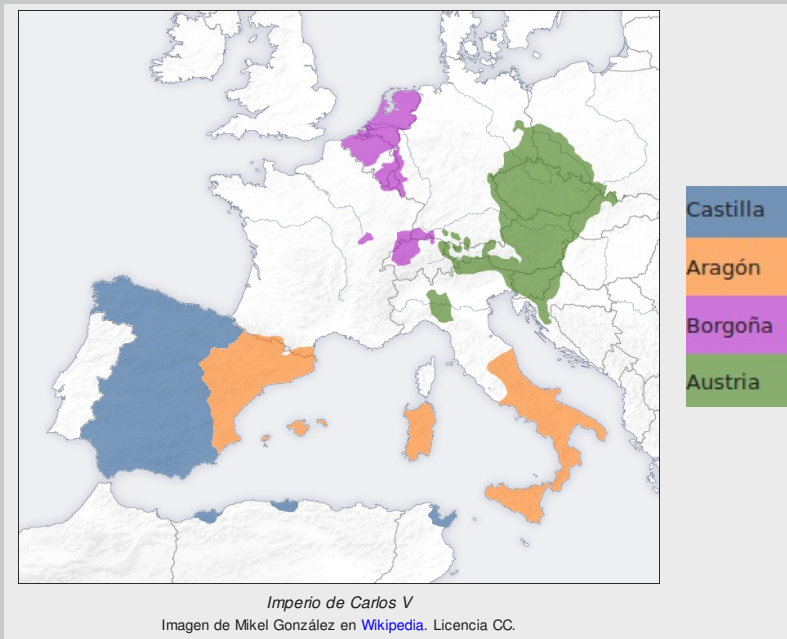 Castilla
Aragón
Borgoña
Austria
Imperio de Carlos V
Imagen de Mikel González en Wikipedia. Licencia CC.